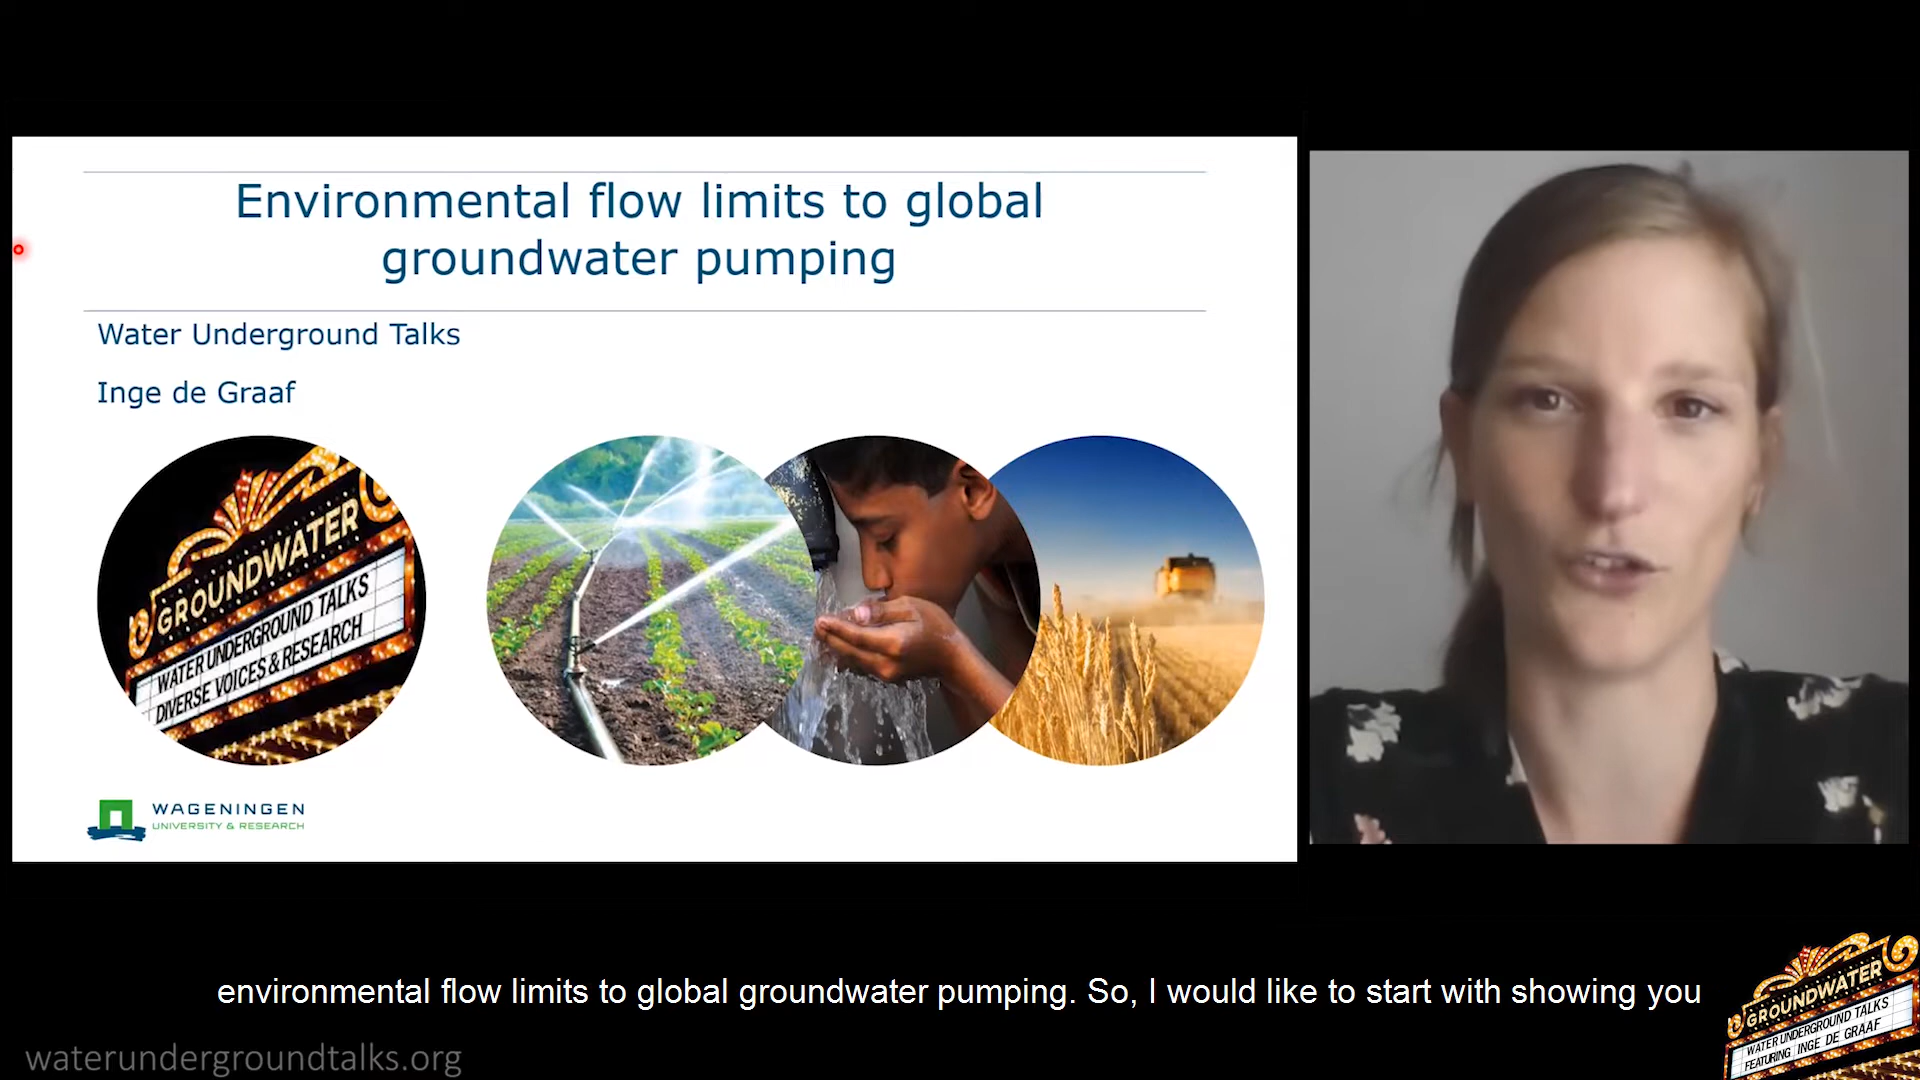 Environmental flow limits to global
groundwater pumping
Water Underground Talks
Inge de Graaf
GROUNDWATER
WATER UNDERGROUND TALKS
DIVERSE VOICES & RESEARCH
WAGENINGEN
UNIVERSITY & RESEARCH
environmental flow limits to global groundwater pumping. So, I would like to start with showing you
GROUNDWATER
WATER UNDERGROUND TALKS
FEATURING INGE DE GRAAF
waterundergroundtalks.org